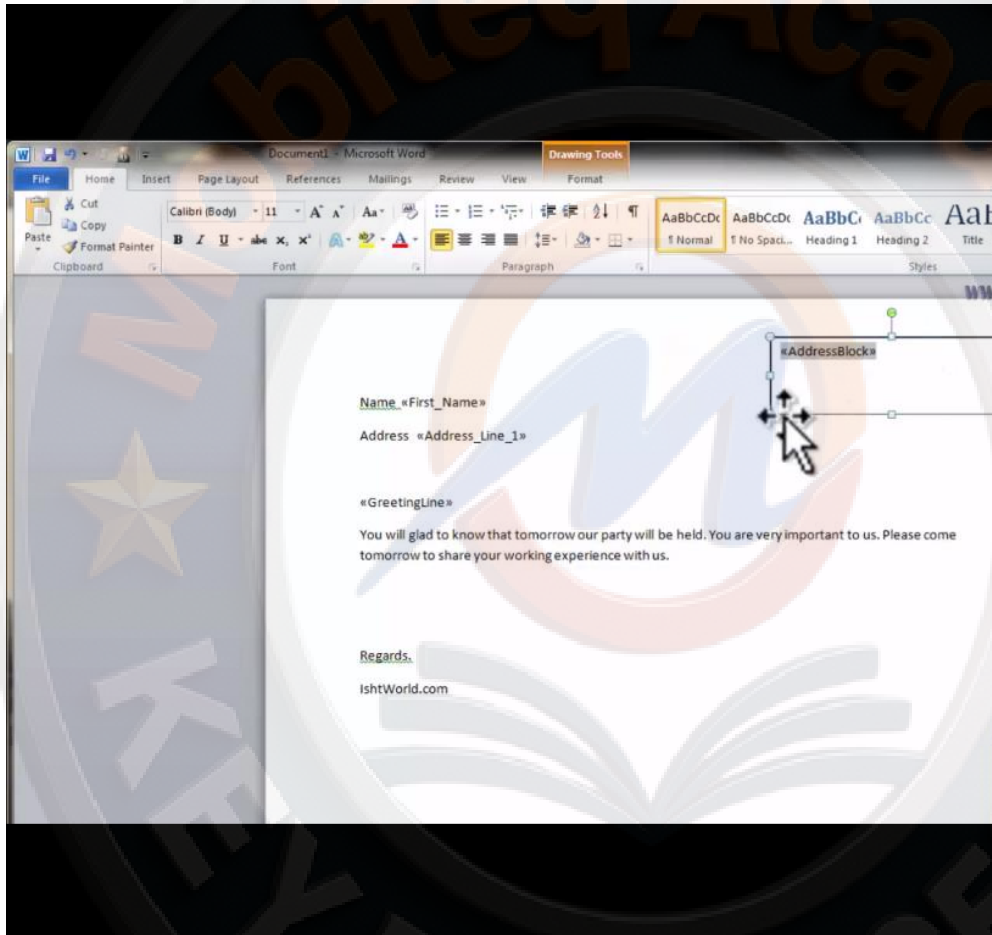 Mobiteq Acad
Document1 - Microsoft Word
Drawing Tools
File Home Insert Page Layout References Mailings Review View Format
Cut
Copy
Paste
Format Painter
Calibri (Body) 11
AaBbCcDc AaBbCcDc AaBbC AaBbCc AaB
¶ Normal ¶ No Spaci... Heading 1 Heading 2 Title
Clipboard Font Paragraph Styles
«AddressBlock»
Name «First_Name»
Address «Address_Line_1»
«GreetingLine»
You will glad to know that tomorrow our party will be held. You are very important to us. Please come
tomorrow to share your working experience with us.
Regards,
IshtWorld.com